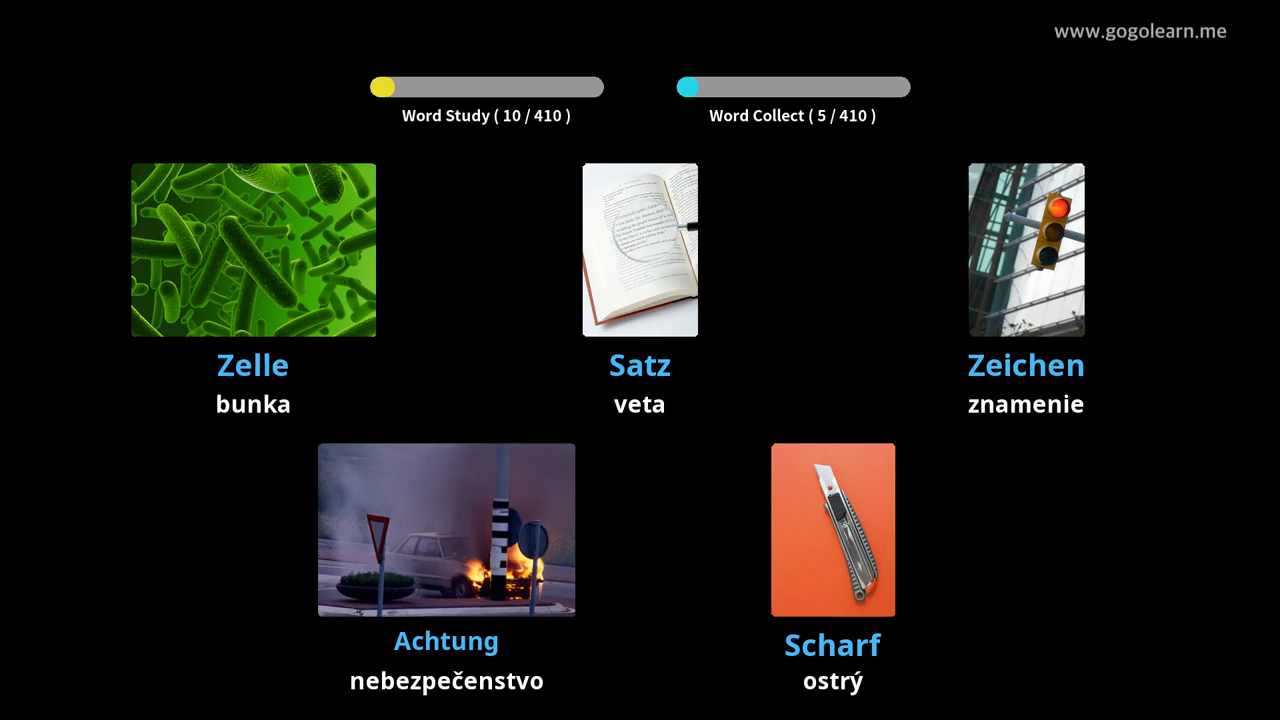 www.gogolearn.me
Word Study ( 10 / 410 )
Word Collect ( 5 / 410 )
Zelle
bunka
Satz
veta
Zeichen
znamenie
Achtung
nebezpečenstvo
Scharf
ostrý